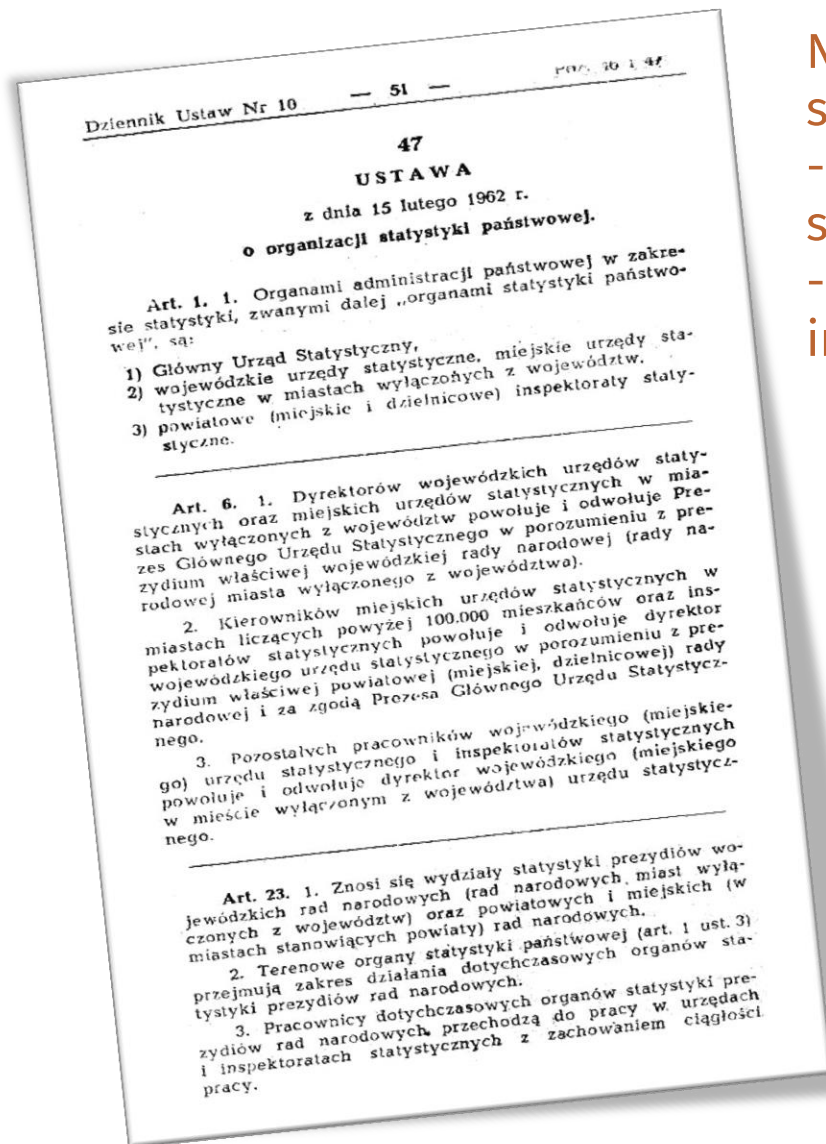 Dziennik Ustaw Nr 10 — 51 — Poz. 46 i 47
47
USTAWA
z dnia 15 lutego 1962 r.
o organizacji statystyki państwowej.
Art. 1. 1. Organami administracji państwowej w zakre-
sie statystyki, zwanymi dalej „organami statystyki państwo-
wej", są:
1) Główny Urząd Statystyczny,
2) wojewódzkie urzędy statystyczne, miejskie urzędy sta-
tystyczne w miastach wyłączonych z województw,
3) powiatowe (miejskie i dzielnicowe) inspektoraty staty-
styczne.
Art. 6. 1. Dyrektorów wojewódzkich urzędów staty-
stycznych oraz miejskich urzędów statystycznych w mia-
stach wyłączonych z województw powołuje i odwołuje Pre-
zes Głównego Urzędu Statystycznego w porozumieniu z pre-
zydium właściwej wojewódzkiej rady narodowej (rady na-
rodowej miasta wyłączonego z województwa).
2. Kierowników miejskich urzędów statystycznych w
miastach liczących powyżej 100.000 mieszkańców oraz ins-
pektoratów statystycznych powołuje i odwołuje dyrektor
wojewódzkiego urzędu statystycznego w porozumieniu z pre-
zydium właściwej powiatowej (miejskiej, dzielnicowej) rady
narodowej i za zgodą Prezesa Głównego Urzędu Statystycz-
nego.
3. Pozostałych pracowników wojewódzkiego (miejskie-
go) urzędu statystycznego i inspektoratów statystycznych
powołuje i odwołuje dyrektor wojewódzkiego (miejskiego
w mieście wyłączonym z województwa) urzędu statystycz-
nego.
Art. 23. 1. Znosi się wydziały statystyki prezydiów wo-
jewódzkich rad narodowych (rad narodowych miast wyłą-
czonych z województw) oraz powiatowych i miejskich (w
miastach stanowiących powiaty) rad narodowych.
2. Terenowe organy statystyki państwowej (art. 1 ust. 3)
przejmują zakres działania dotychczasowych organów sta-
tystyki prezydiów rad narodowych.
3. Pracownicy dotychczasowych organów statystyki pre-
zydiów rad narodowych przechodzą do pracy w urzędach
i inspektoratach statystycznych z zachowaniem ciągłości
pracy.